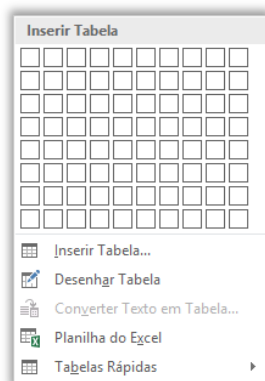 Inserir Tabela
Inserir Tabela...
Desenhar Tabela
Converter Texto em Tabela...
Planilha do Excel
Tabelas Rápidas